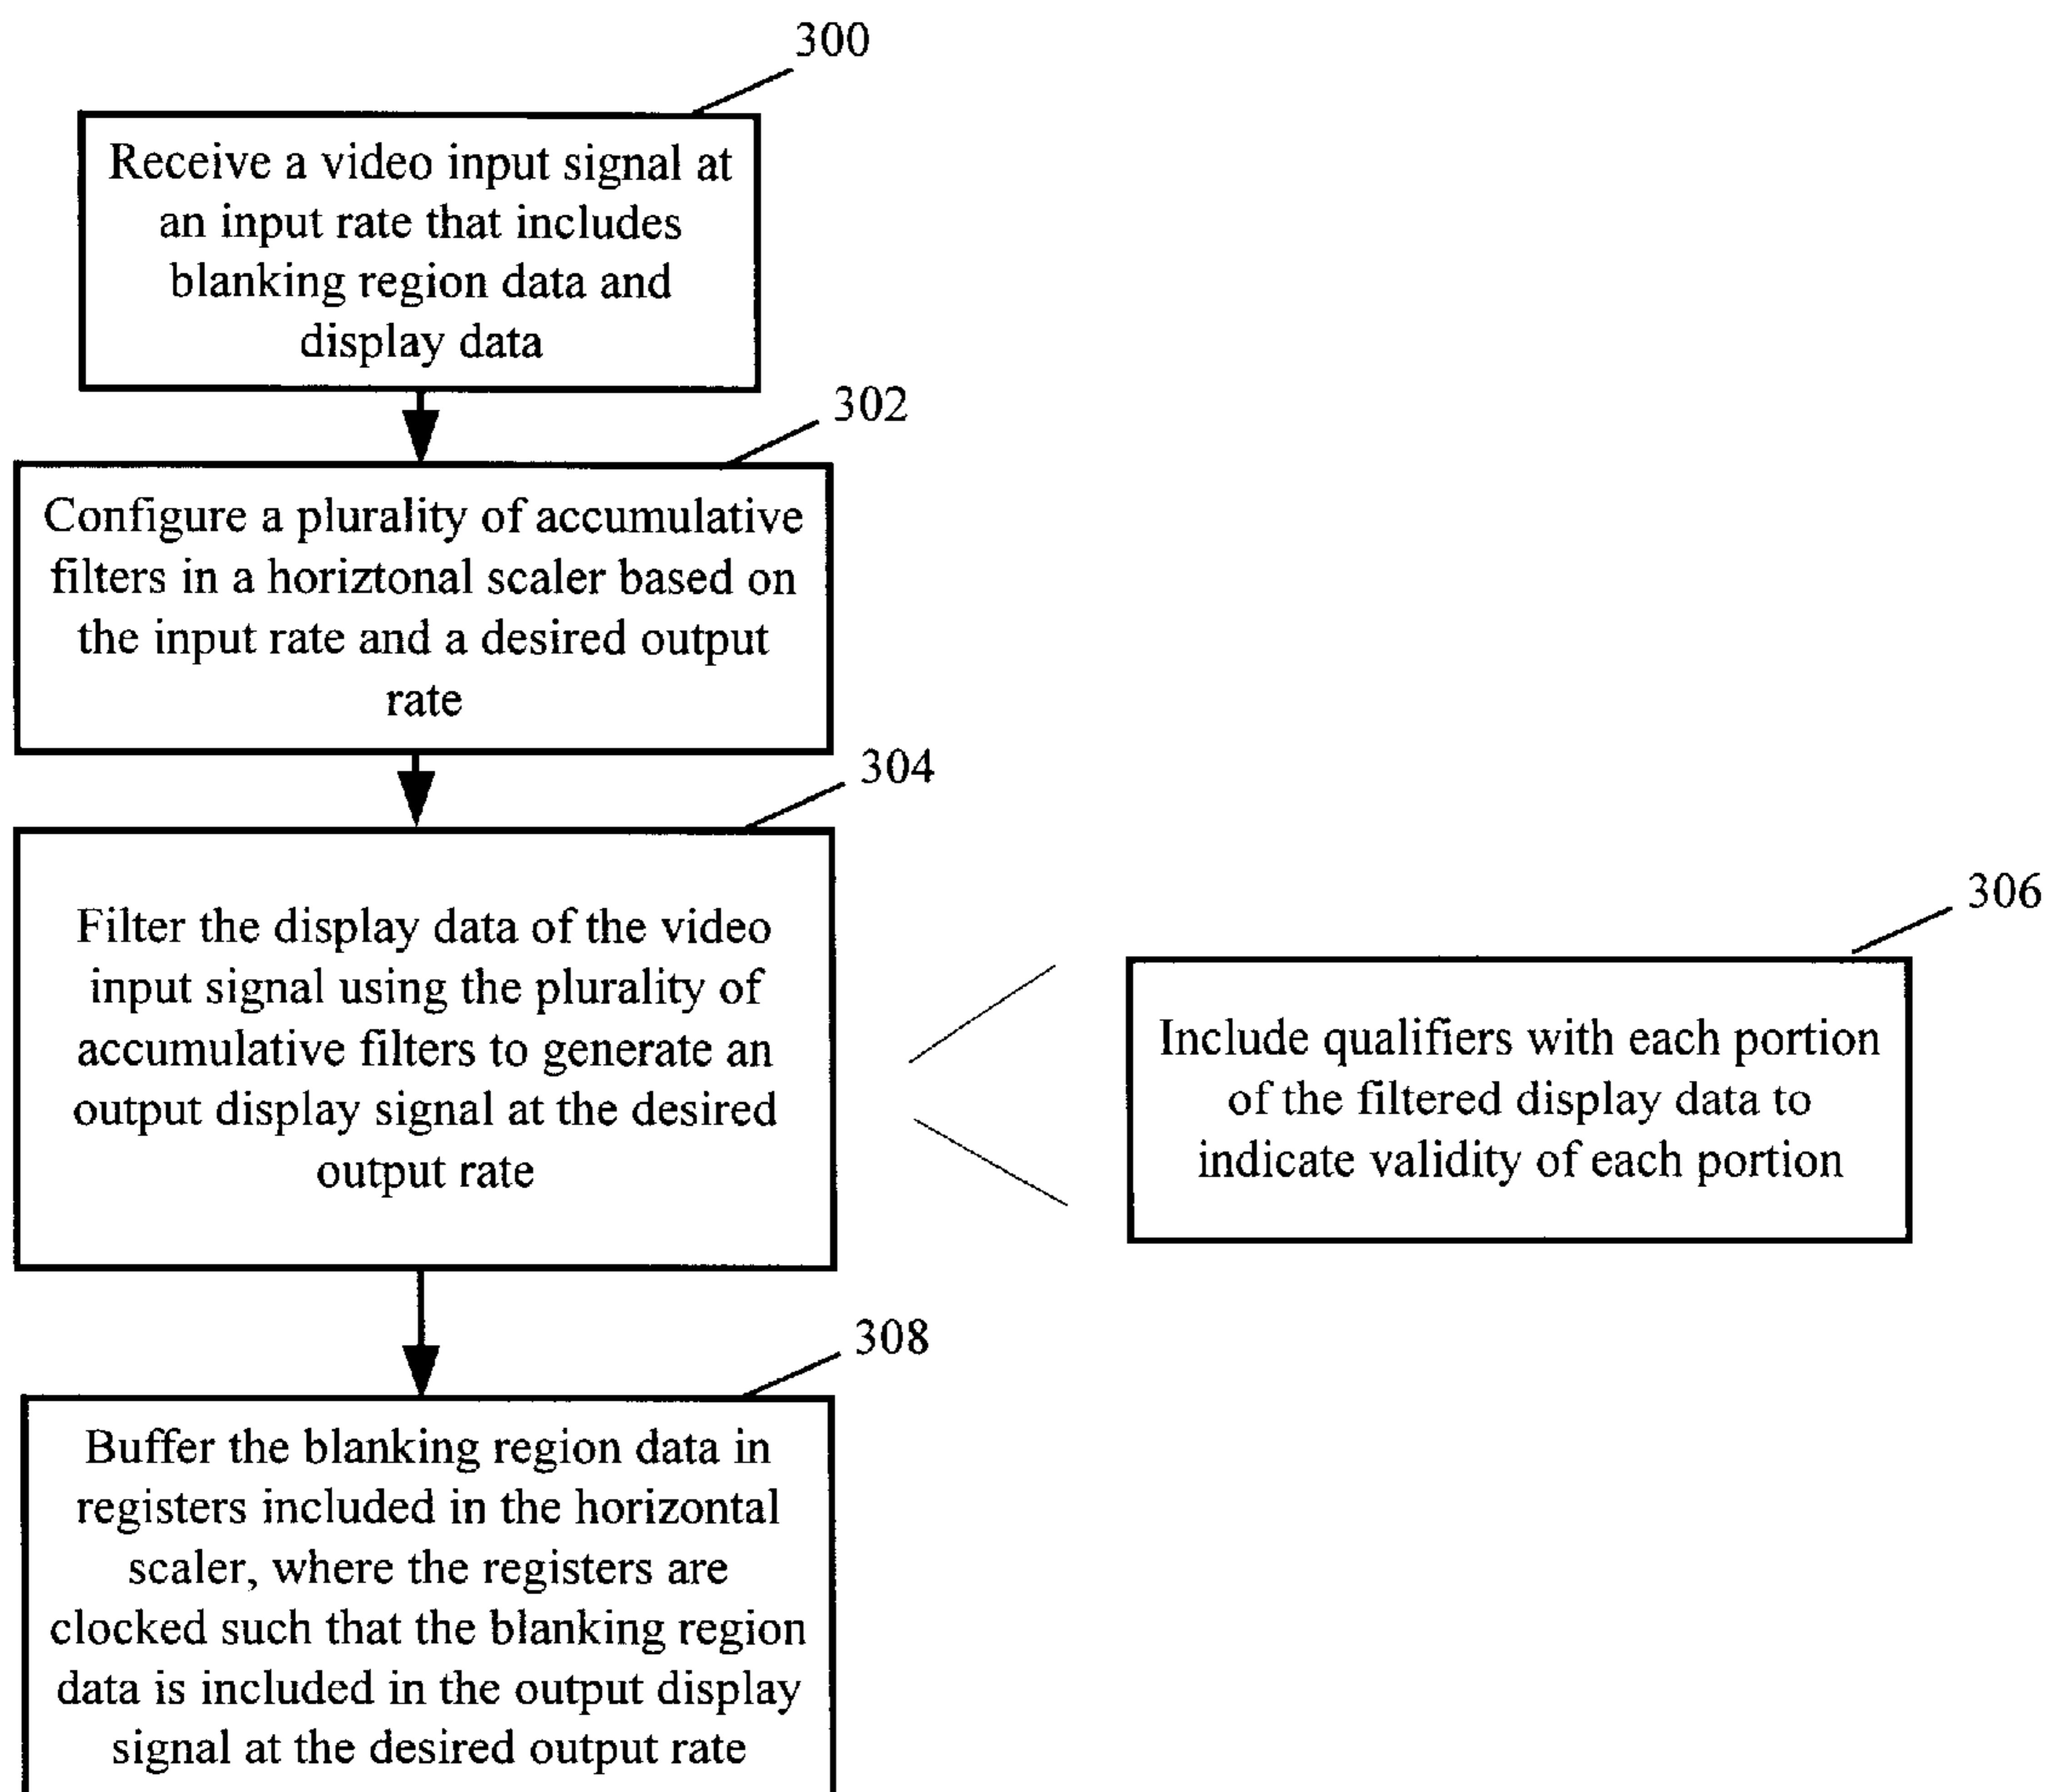 300
Receive a video input signal at
an input rate that includes
blanking region data and
display data
302
Configure a plurality of accumulative
filters in a horiztonal scaler based on
the input rate and a desired output
rate
304
Filter the display data of the video
input signal using the plurality of
accumulative filters to generate an
output display signal at the desired
output rate
306
Include qualifiers with each portion
of the filtered display data to
indicate validity of each portion
308
Buffer the blanking region data in
registers included in the horizontal
scaler, where the registers are
clocked such that the blanking region
data is included in the output display
signal at the desired output rate